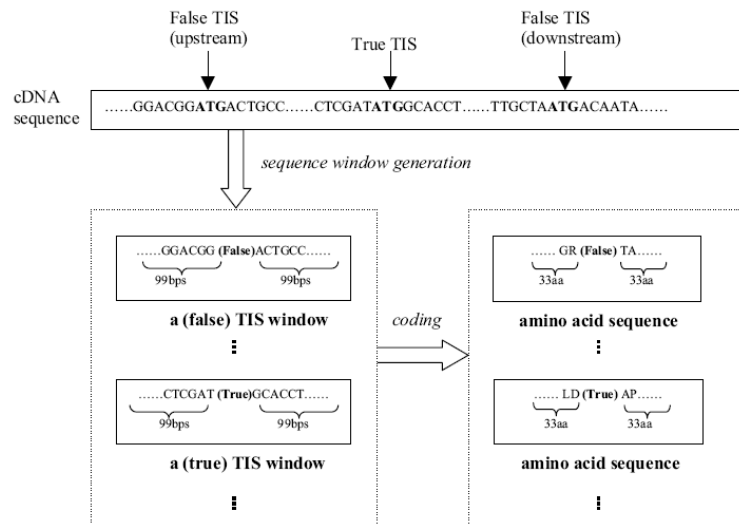 False TIS
(upstream)
True TIS
False TIS
(downstream)
cDNA
sequence
......GGACGGATGACTGCC......CTCGATATGGCACCT......TTGCTAATGACAATA......
sequence window generation
......GGACGG (False)ACTGCC......
99bps 99bps
a (false) TIS window
......CTCGAT (True)GCACCT......
99bps 99bps
a (true) TIS window
coding
...... GR (False) TA......
33aa 33aa
amino acid sequence
...... LD (True) AP......
33aa 33aa
amino acid sequence